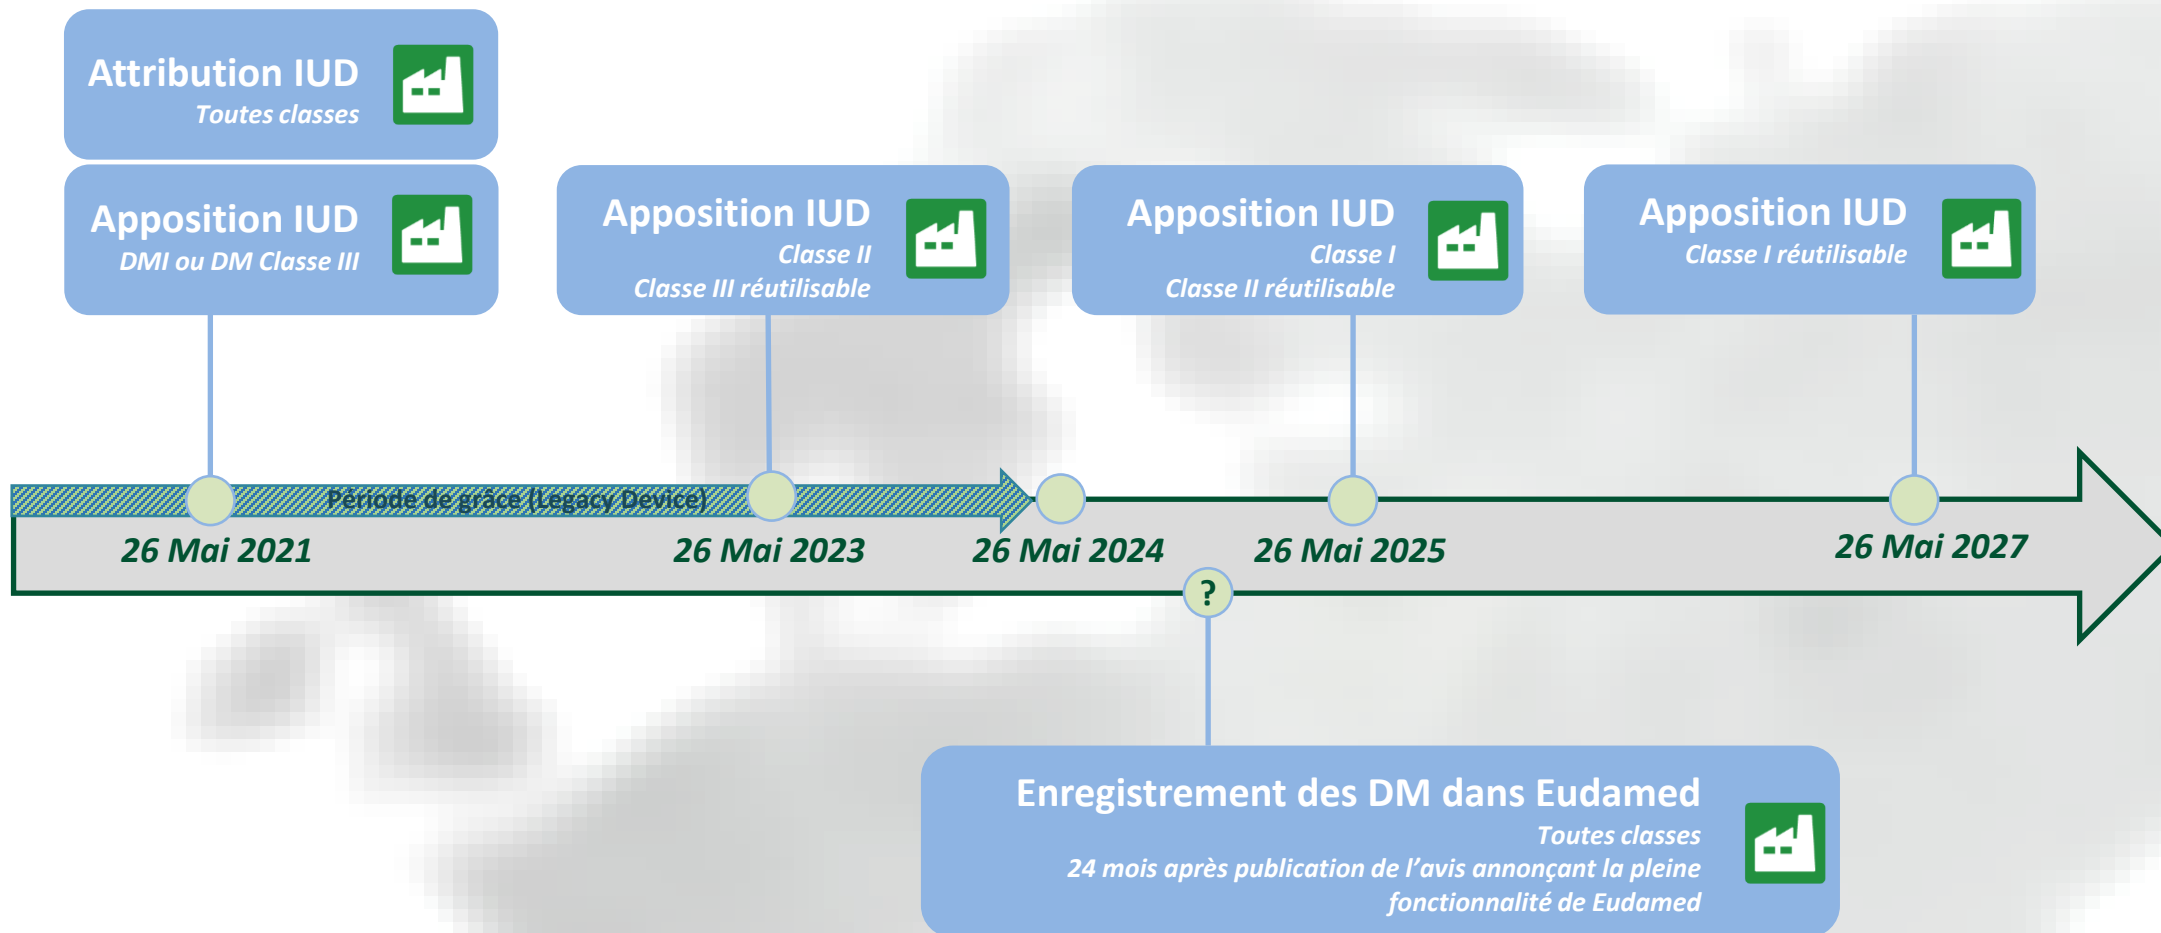 Attribution IUD
Toutes classes
Apposition IUD
DMI ou DM Classe III
Apposition IUD
Classe II
Classe III réutilisable
Apposition IUD
Classe I
Classe II réutilisable
Apposition IUD
Classe I réutilisable
Période de grâce (Legacy Device)
26 Mai 2021
26 Mai 2023
26 Mai 2024
26 Mai 2025
26 Mai 2027
?
Enregistrement des DM dans Eudamed
Toutes classes
24 mois après publication de l’avis annonçant la pleine
fonctionnalité de Eudamed